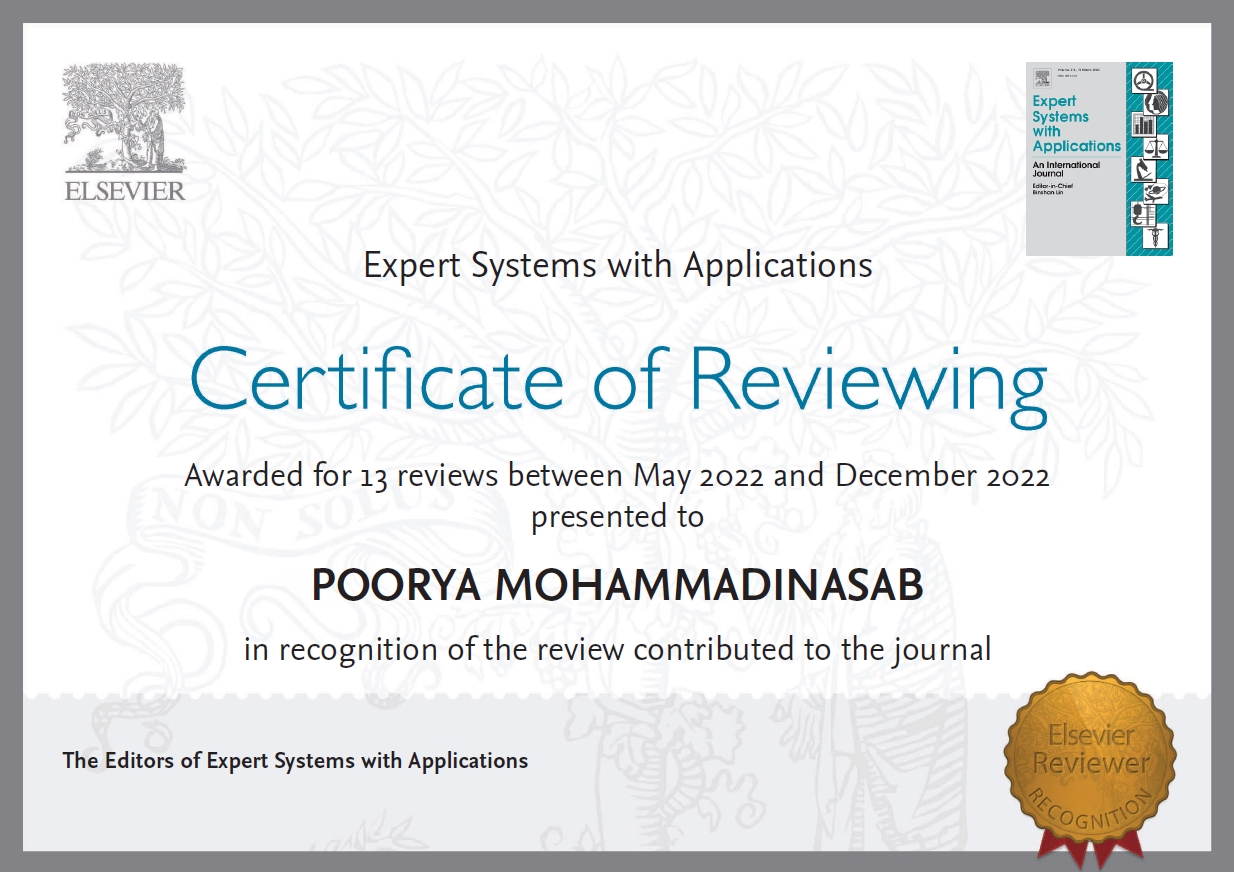 ELSEVIER
Expert
Systems
with
Applications
An International
Journal
Editor-in-Chief
Binshan Lin
Expert Systems with Applications
Certificate of Reviewing
Awarded for 13 reviews between May 2022 and December 2022
presented to
NON SOLUS
POORYA MOHAMMADINASAB
in recognition of the review contributed to the journal
The Editors of Expert Systems with Applications
Elsevier
Reviewer
RECOGNITION